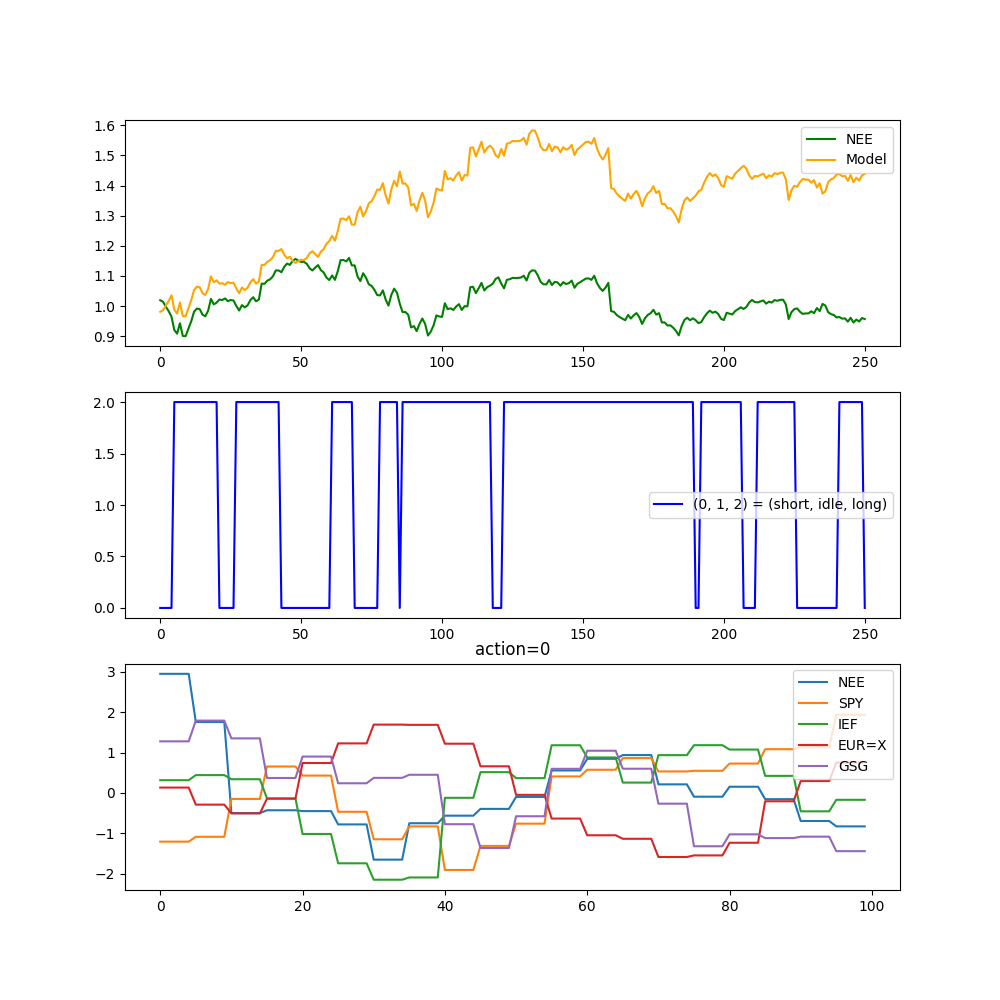 1.6
1.5
1.4
1.3
1.2
1.1
1.0
0.9
NEE
Model
0 50 100 150 200 250
2.0
1.5
1.0
0.5
0.0
(0, 1, 2) = (short, idle, long)
0 50 100 150 200 250
action=0
3
2
1
0
−1
−2
NEE
SPY
IEF
EUR=X
GSG
0 20 40 60 80 100